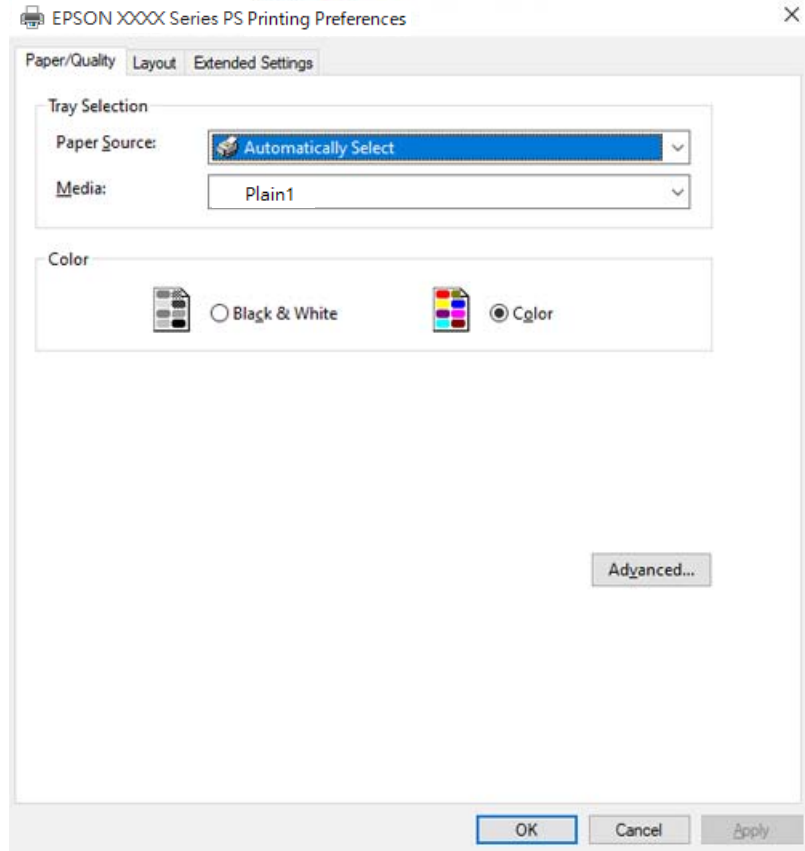 EPSON XXXX Series PS Printing Preferences
Paper/Quality Layout Extended Settings
Tray Selection
Paper Source: Automatically Select
Media: Plain1
Color
Black & White Color
Advanced...
OK Cancel Apply